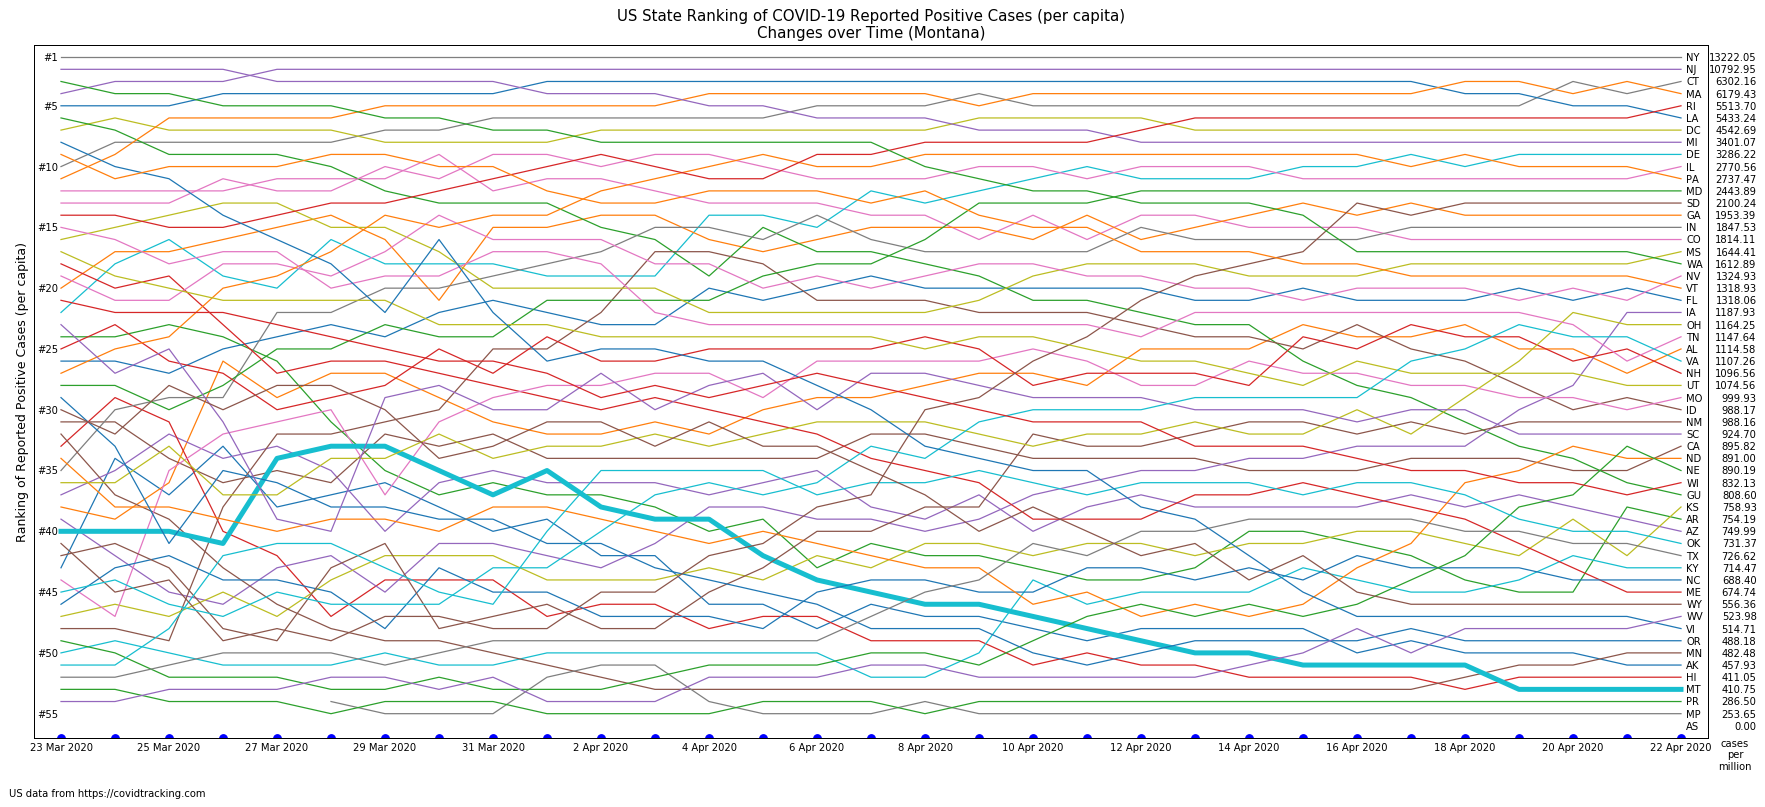 US State Ranking of COVID-19 Reported Positive Cases (per capita)
Changes over Time (Montana)
Ranking of Reported Positive Cases (per capita)
#1
#5
#10
#15
#20
#25
#30
#35
#40
#45
#50
#55
NY 13222.05
NJ 10792.95
CT 6302.16
MA 6179.43
RI 5513.70
LA 5433.24
DC 4542.69
MI 3401.07
DE 3286.22
IL 2770.56
PA 2737.47
MD 2443.89
SD 2100.24
GA 1953.39
IN 1847.53
CO 1814.11
MS 1644.41
WA 1612.89
NV 1324.93
VT 1318.93
FL 1318.06
IA 1187.93
OH 1164.25
TN 1147.64
AL 1114.58
VA 1107.26
NH 1096.56
UT 1074.56
MO 999.93
ID 988.17
NM 988.16
SC 924.70
CA 895.82
ND 891.00
NE 890.19
WI 832.13
GU 808.60
KS 758.93
AR 754.19
AZ 749.99
OK 731.37
TX 726.62
KY 714.47
NC 688.40
ME 674.74
WY 556.36
WV 523.98
VI 514.71
OR 488.18
MN 482.48
AK 457.93
HI 411.05
MT 410.75
PR 286.50
MP 253.65
AS 0.00
23 Mar 2020 25 Mar 2020 27 Mar 2020 29 Mar 2020 31 Mar 2020 2 Apr 2020 4 Apr 2020 6 Apr 2020 8 Apr 2020 10 Apr 2020 12 Apr 2020 14 Apr 2020 16 Apr 2020 18 Apr 2020 20 Apr 2020 22 Apr 2020
cases
per
million
US data from https://covidtracking.com